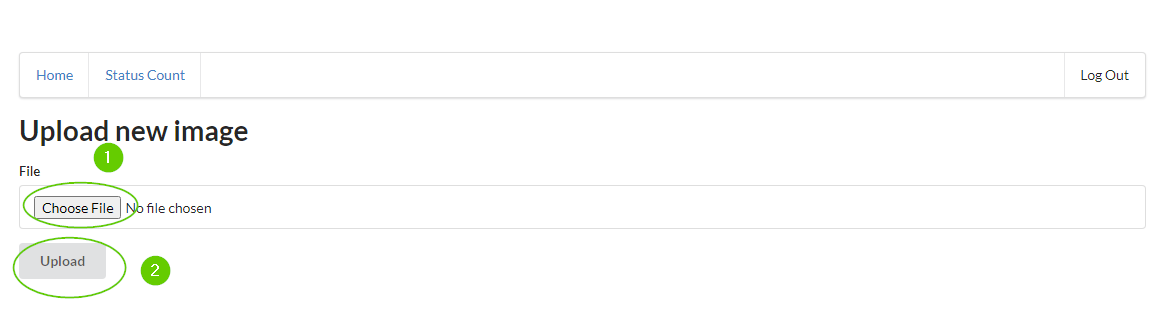 Home Status Count Log Out
Upload new image
1
File
Choose File No file chosen
Upload
2